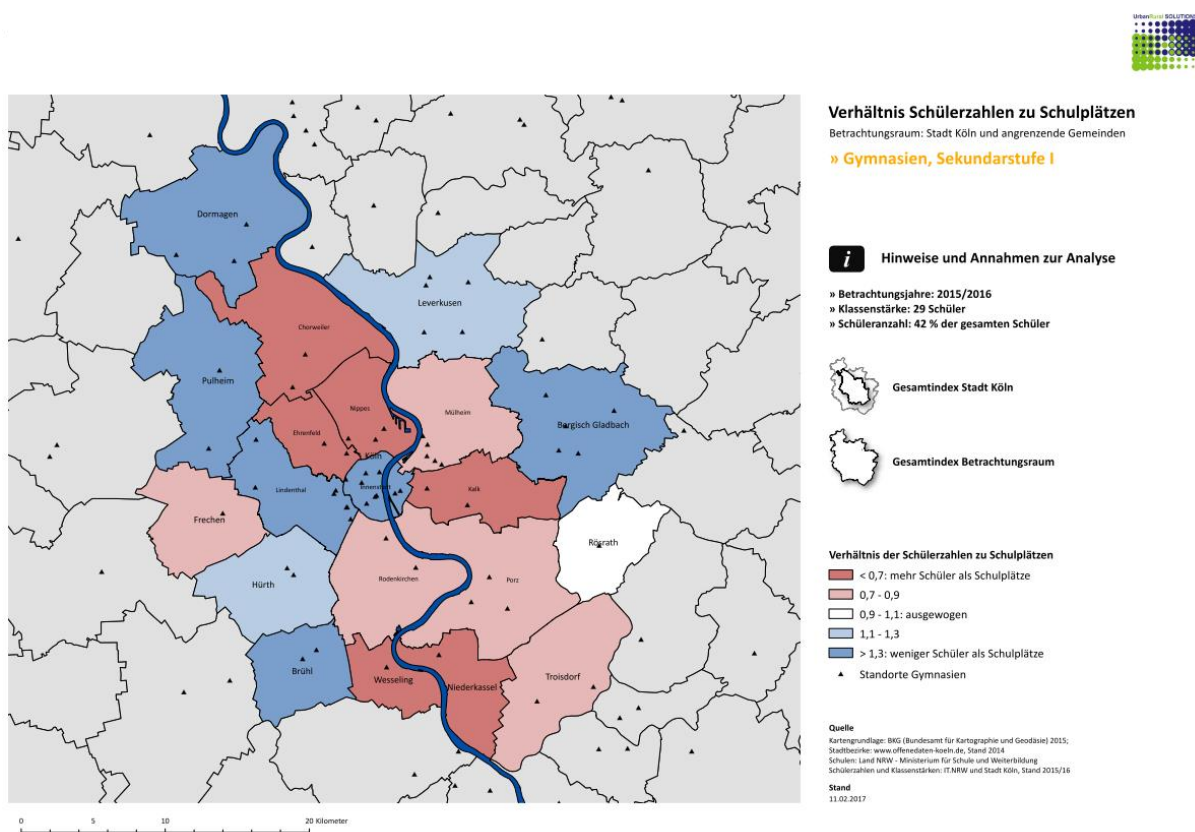 UrbanRural SOLUTIONS
Verhältnis Schülerzahlen zu Schulplätzen
Betrachtungsraum: Stadt Köln und angrenzende Gemeinden
» Gymnasien, Sekundarstufe I
i Hinweise und Annahmen zur Analyse
» Betrachtungsjahre: 2015/2016
» Klassenstärke: 29 Schüler
» Schüleranzahl: 42 % der gesamten Schüler
Gesamtindex Stadt Köln
Gesamtindex Betrachtungsraum
Verhältnis der Schülerzahlen zu Schulplätzen
< 0,7: mehr Schüler als Schulplätze
0,7 - 0,9
0,9 - 1,1: ausgewogen
1,1 - 1,3
> 1,3: weniger Schüler als Schulplätze
Standorte Gymnasien
Quelle
Kartengrundlage: BKG (Bundesamt für Kartographie und Geodäsie) 2015;
Stadtbezirke: www.offenedaten-koeln.de, Stand 2014
Schulen: Land NRW - Ministerium für Schule und Weiterbildung
Schülerzahlen und Klassenstärken: IT.NRW und Stadt Köln, Stand 2015/16
Stand
11.02.2017
Dormagen
Leverkusen
Chorweiler
Pulheim
Nippes
Mülheim
Bergisch Gladbach
Ehrenfeld
Köln
Lindenthal
Innenstadt
Kalk
Frechen
Rösrath
Hürth
Rodenkirchen
Porz
Brühl
Wesseling
Niederkassel
Troisdorf
0 5 10 20 Kilometer